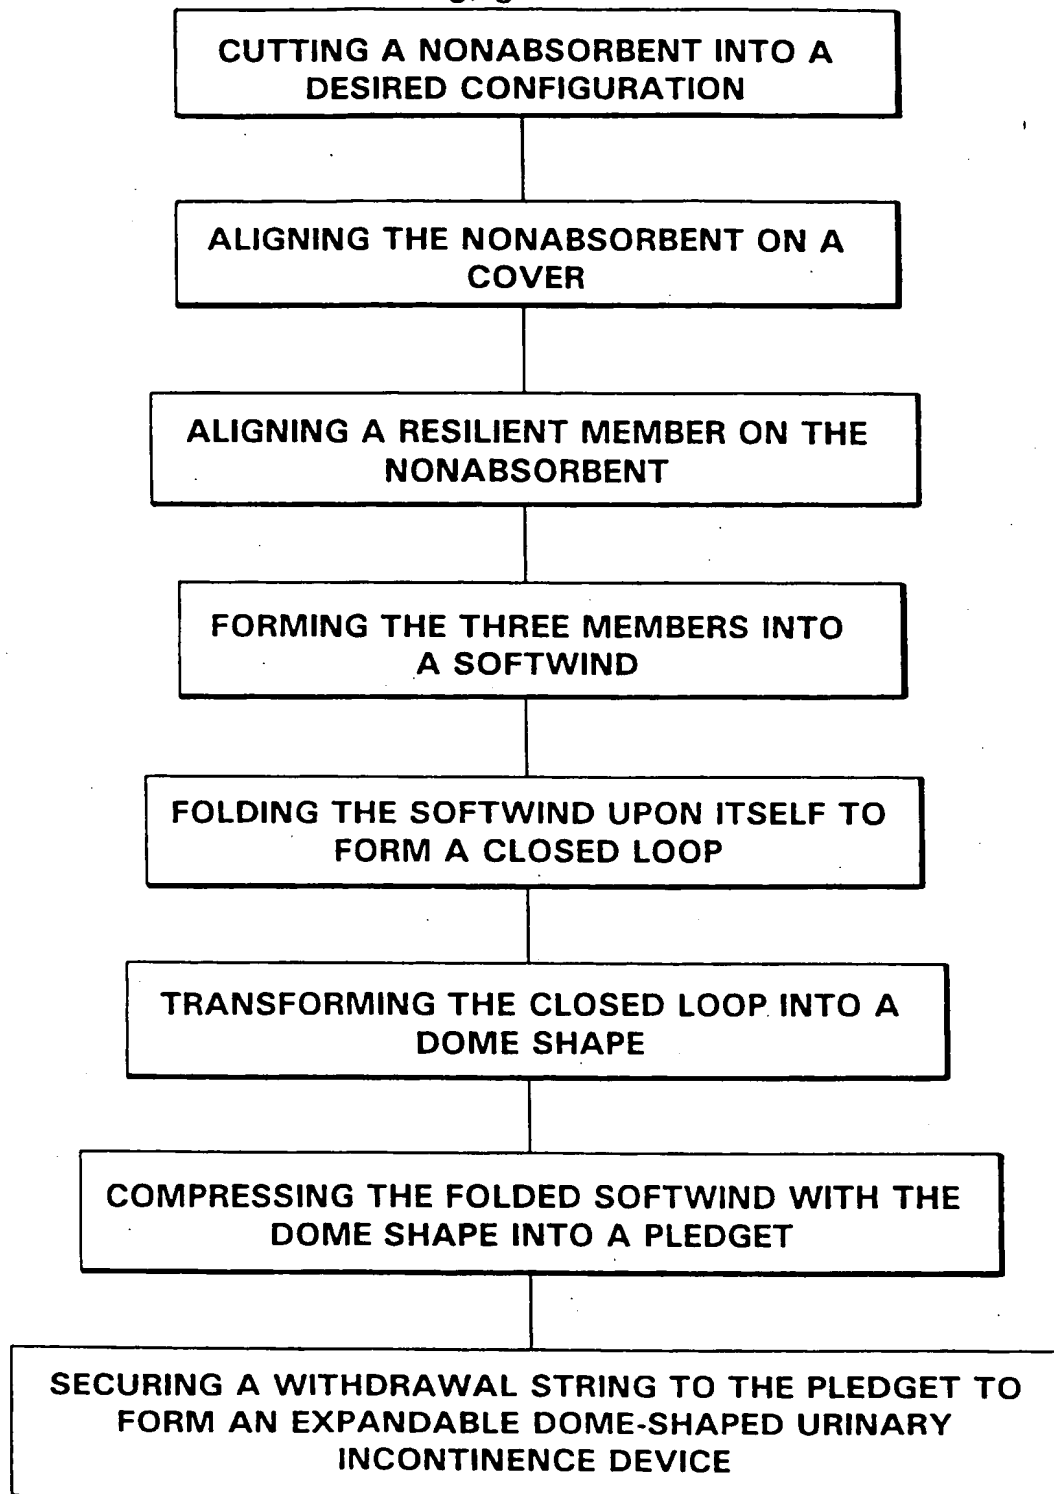 CUTTING A NONABSORBENT INTO A
DESIRED CONFIGURATION
ALIGNING THE NONABSORBENT ON A
COVER
ALIGNING A RESILIENT MEMBER ON THE
NONABSORBENT
FORMING THE THREE MEMBERS INTO
A SOFTWIND
FOLDING THE SOFTWIND UPON ITSELF TO
FORM A CLOSED LOOP
TRANSFORMING THE CLOSED LOOP INTO A
DOME SHAPE
COMPRESSING THE FOLDED SOFTWIND WITH THE
DOME SHAPE INTO A PLEDGET
SECURING A WITHDRAWAL STRING TO THE PLEDGET TO
FORM AN EXPANDABLE DOME-SHAPED URINARY
INCONTINENCE DEVICE